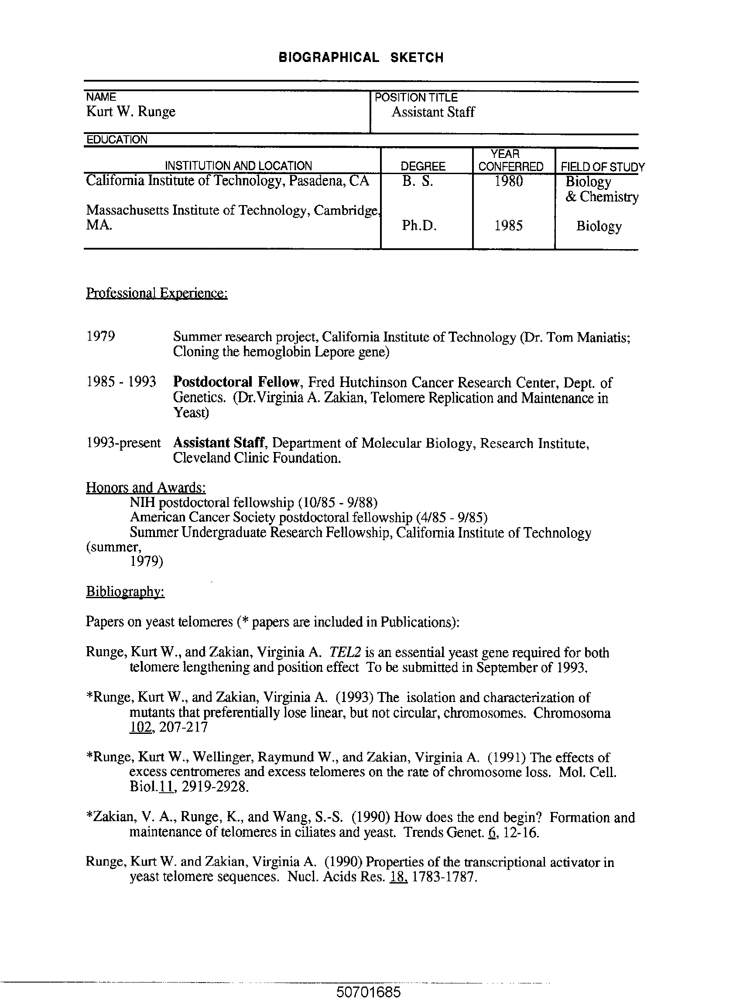 BIOGRAPHICAL SKETCH
NAME
Kurt W. Runge
POSITION TITLE
Assistant Staff
EDUCATION
INSTITUTION AND LOCATION DEGREE YEAR CONFERRED FIELD OF STUDY
California Institute of Technology, Pasadena, CA B. S. 1980 Biology
& Chemistry
Massachusetts Institute of Technology, Cambridge,
MA. Ph.D. 1985 Biology
Professional Experience:
1979 Summer research project, California Institute of Technology (Dr. Tom Maniatis;
Cloning the hemoglobin Lepore gene)
1985 - 1993 Postdoctoral Fellow, Fred Hutchinson Cancer Research Center, Dept. of
Genetics. (Dr.Virginia A. Zakian, Telomere Replication and Maintenance in
Yeast)
1993-present Assistant Staff, Department of Molecular Biology, Research Institute,
Cleveland Clinic Foundation.
Honors and Awards:
NIH postdoctoral fellowship (10/85 - 9/88)
American Cancer Society postdoctoral fellowship (4/85 - 9/85)
Summer Undergraduate Research Fellowship, California Institute of Technology
(summer,
1979)
Bibliography:
Papers on yeast telomeres (* papers are included in Publications):
Runge, Kurt W., and Zakian, Virginia A. TEL2 is an essential yeast gene required for both
telomere lengthening and position effect To be submitted in September of 1993.
*Runge, Kurt W., and Zakian, Virginia A. (1993) The isolation and characterization of
mutants that preferentially lose linear, but not circular, chromosomes. Chromosoma
102, 207-217
*Runge, Kurt W., Wellinger, Raymund W., and Zakian, Virginia A. (1991) The effects of
excess centromeres and excess telomeres on the rate of chromosome loss. Mol. Cell.
Biol.11, 2919-2928.
*Zakian, V. A., Runge, K., and Wang, S.-S. (1990) How does the end begin? Formation and
maintenance of telomeres in ciliates and yeast. Trends Genet. 6, 12-16.
Runge, Kurt W. and Zakian, Virginia A. (1990) Properties of the transcriptional activator in
yeast telomere sequences. Nucl. Acids Res. 18, 1783-1787.
50701685